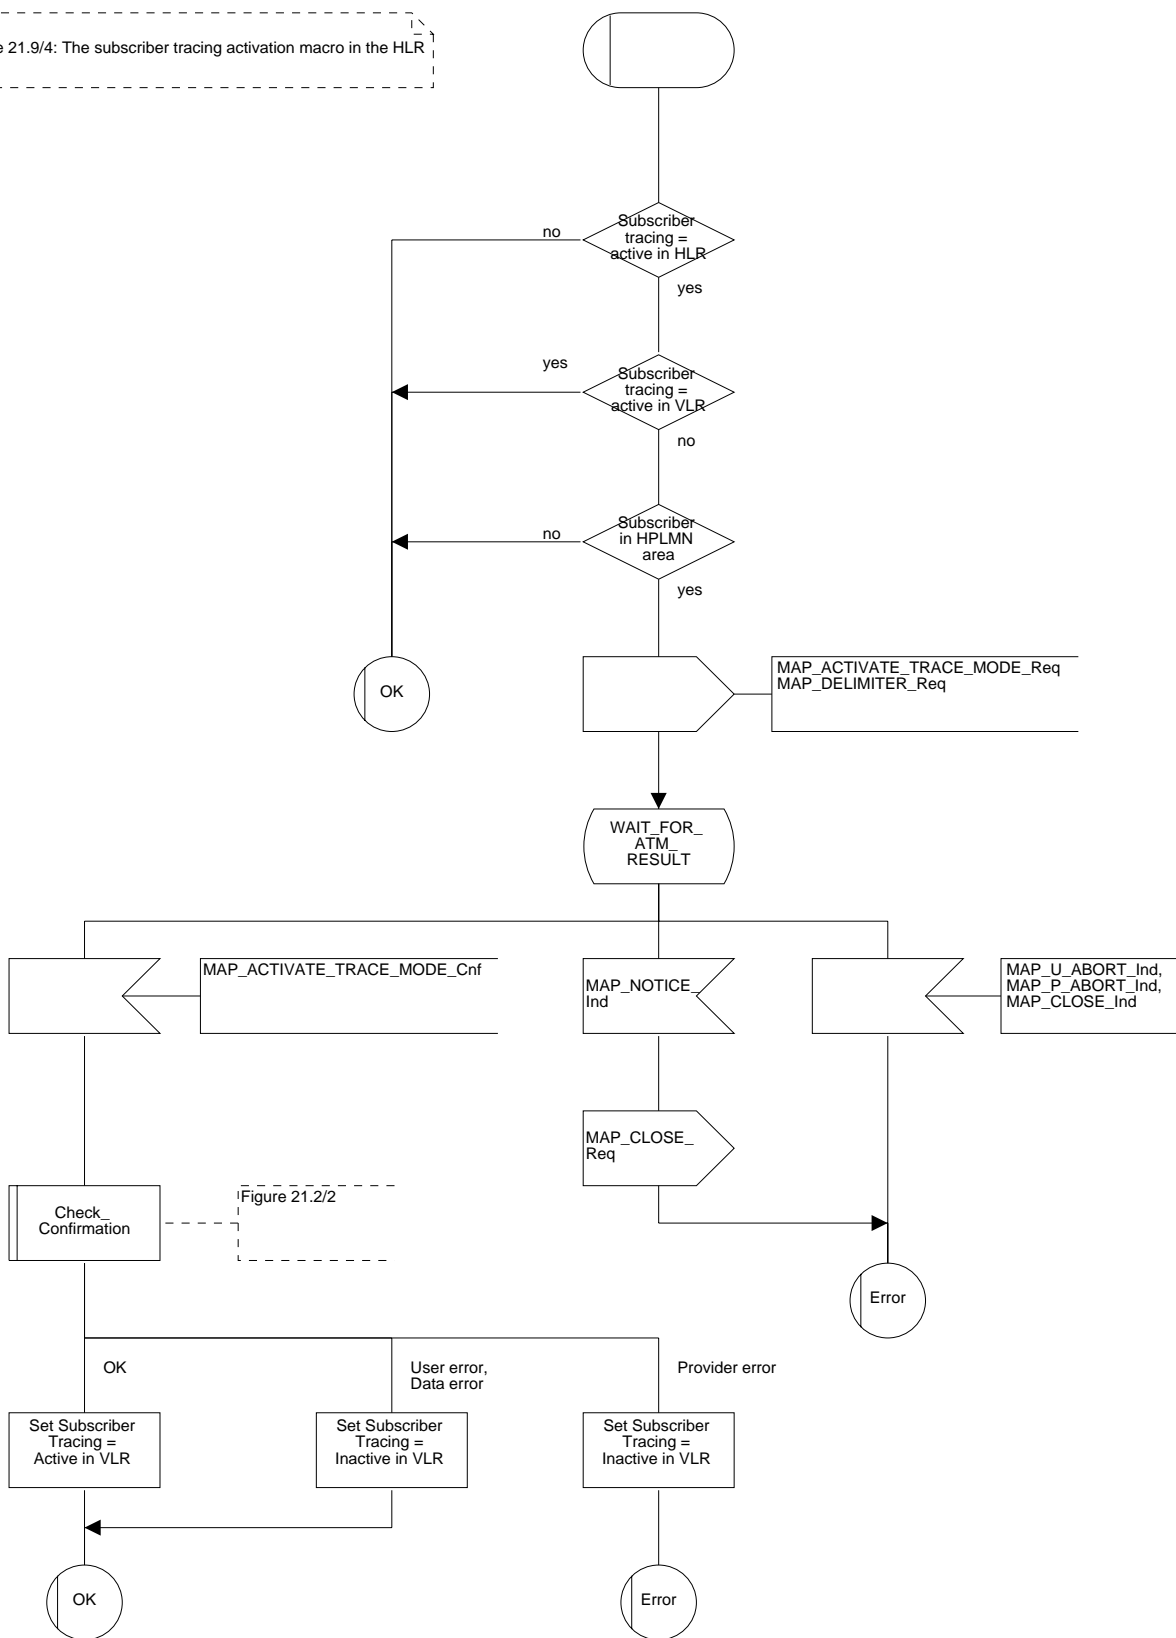 21.9/4: The subscriber tracing activation macro in the HLR
Subscriber
tracing =
active in HLR
no
yes
Subscriber
tracing =
active in VLR
yes
no
Subscriber
in HPLMN
area
no
yes
OK
MAP_ACTIVATE_TRACE_MODE_Req
MAP_DELIMITER_Req
WAIT_FOR_
ATM_
RESULT
MAP_ACTIVATE_TRACE_MODE_Cnf
MAP_NOTICE_
Ind
MAP_U_ABORT_Ind,
MAP_P_ABORT_Ind,
MAP_CLOSE_Ind
MAP_CLOSE_
Req
Check_
Confirmation
Figure 21.2/2
Error
OK
User error,
Data error
Provider error
Set Subscriber
Tracing =
Active in VLR
Set Subscriber
Tracing =
Inactive in VLR
Set Subscriber
Tracing =
Inactive in VLR
OK
Error